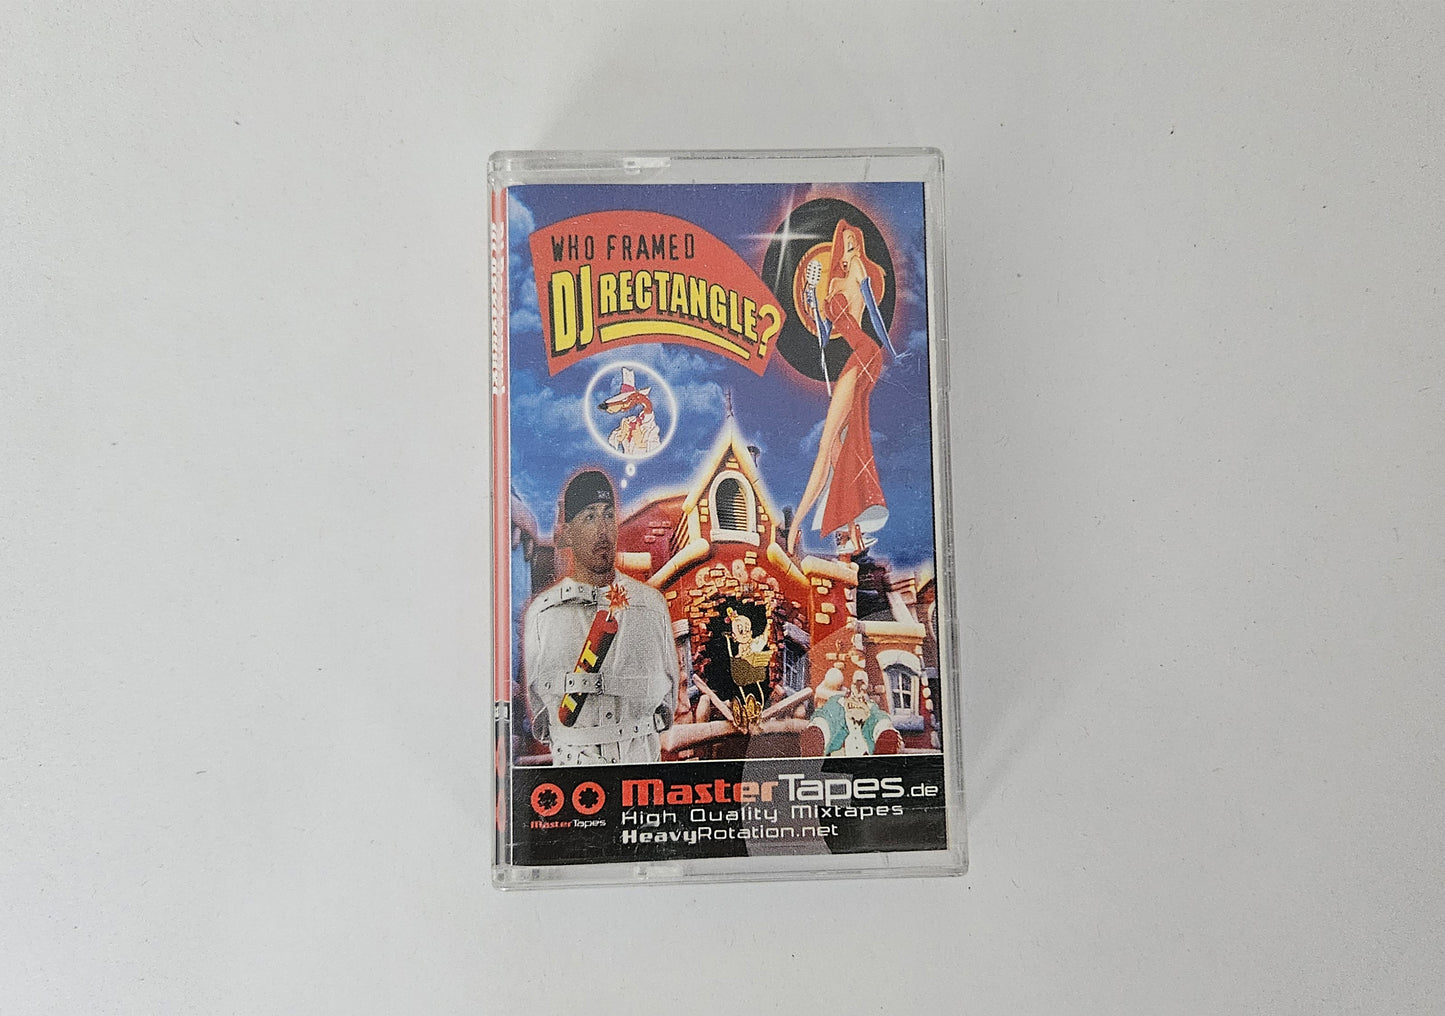 WHO FRAMED
DJ RECTANGLE?
MasterTapes.de
High Quality Mixtapes
HeavyRotation.net
MasterTapes